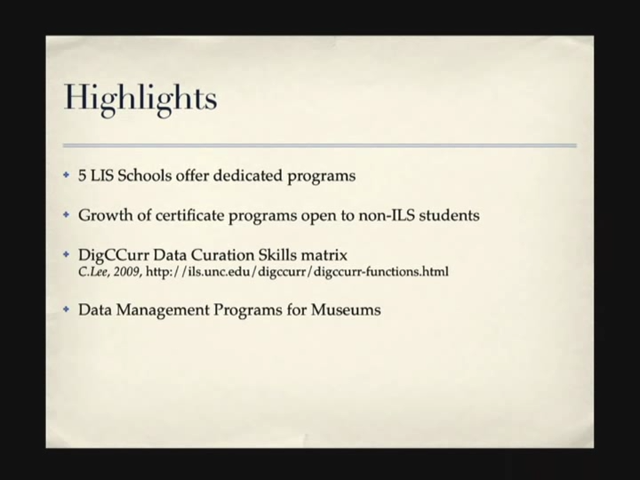 Highlights
5 LIS Schools offer dedicated programs
Growth of certificate programs open to non-ILS students
DigCCurr Data Curation Skills matrix
C.Lee, 2009, http://ils.unc.edu/digccurr/digccurr-functions.html
Data Management Programs for Museums